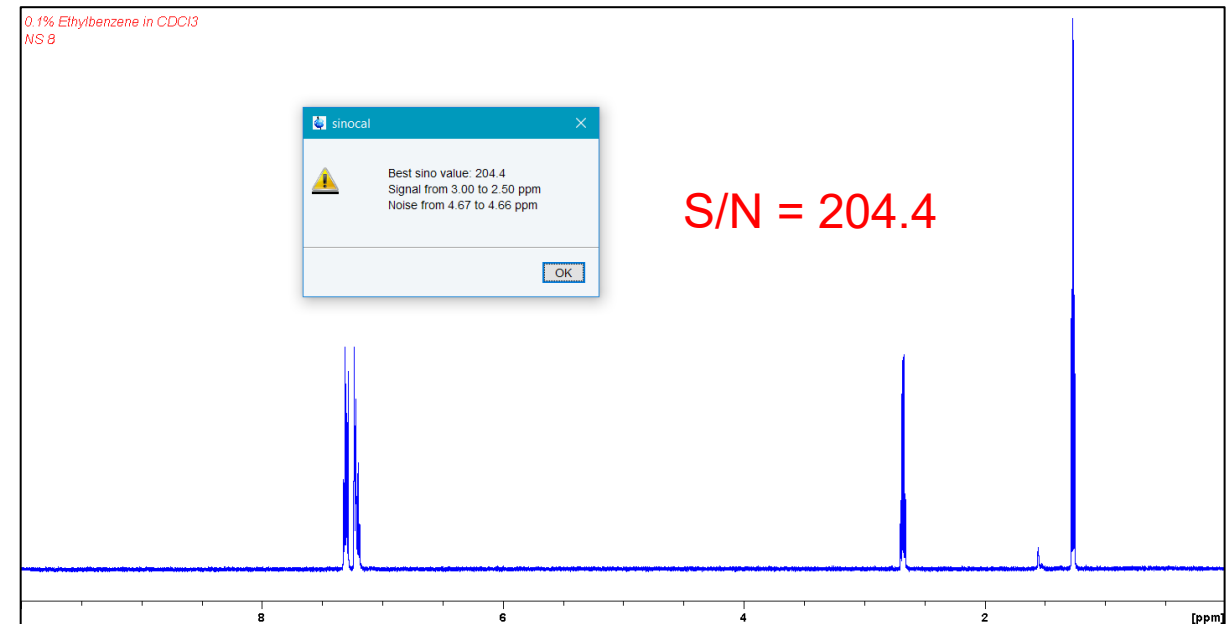 0.1% Ethylbenzene in CDCl3
NS 8
sinocal
Best sino value: 204.4
Signal from 3.00 to 2.50 ppm
Noise from 4.67 to 4.66 ppm
OK
S/N = 204.4
8 6 4 2 [ppm]